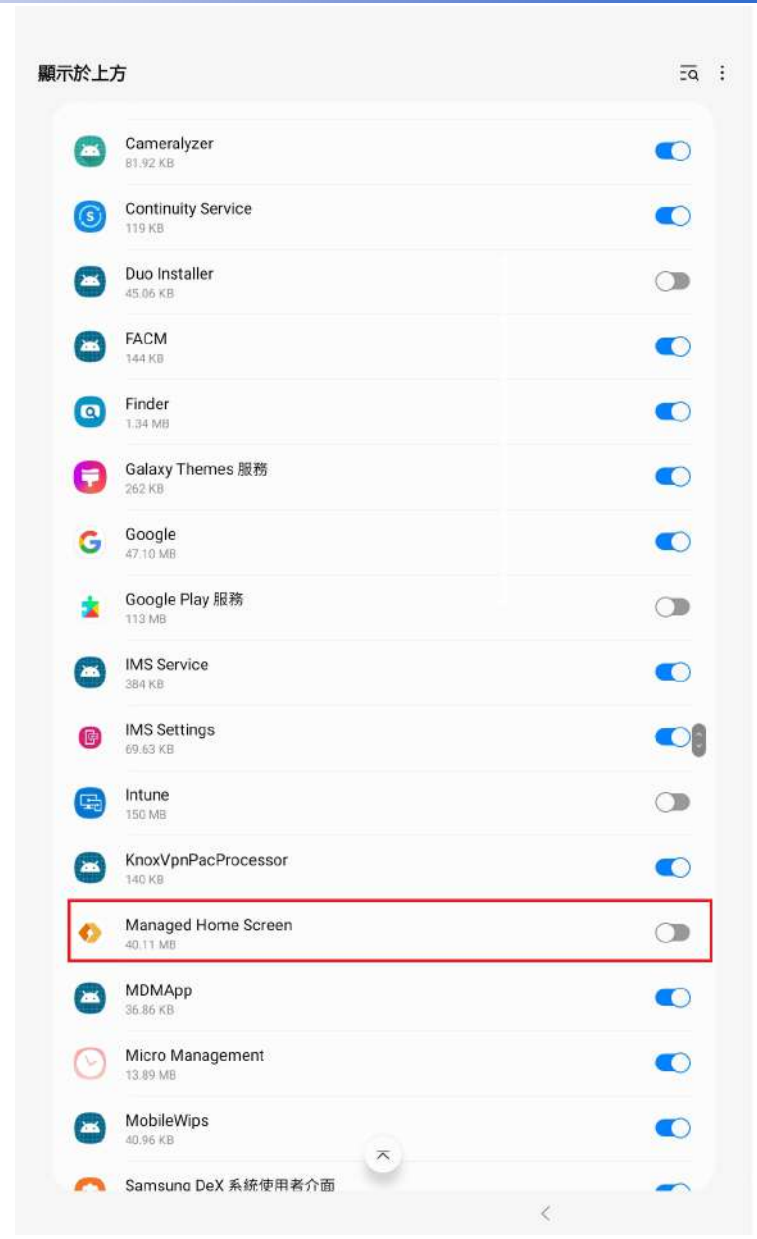 顯示於上方
Cameralyzer
81.92 KB
Continuity Service
119 KB
Duo Installer
45.06 KB
FACM
144 KB
Finder
1.34 MB
Galaxy Themes 服務
262 KB
Google
47.10 MB
Google Play 服務
113 MB
IMS Service
384 KB
IMS Settings
69.63 KB
Intune
150 MB
KnoxVpnPacProcessor
140 KB
Managed Home Screen
40.11 MB
MDMApp
36.86 KB
Micro Management
13.89 MB
MobileWips
40.96 KB
Samsung DeX 系統使用者介面